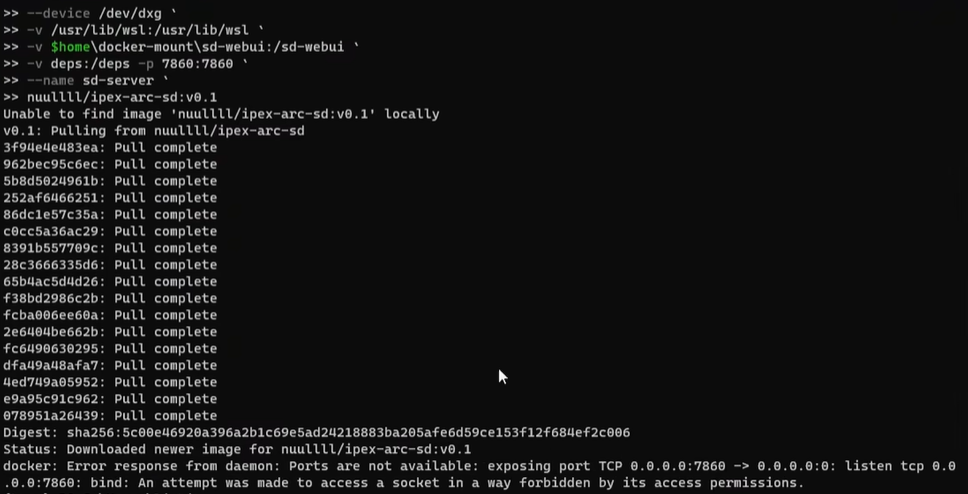 >> --device /dev/dxg `
>> -v /usr/lib/wsl:/usr/lib/wsl `
>> -v $home\docker-mount\sd-webui:/sd-webui `
>> -v deps:/deps -p 7860:7860 `
>> --name sd-server `
>> nuullll/ipex-arc-sd:v0.1
Unable to find image 'nuullll/ipex-arc-sd:v0.1' locally
v0.1: Pulling from nuullll/ipex-arc-sd
3f94e4e483ea: Pull complete
962bec95c6ec: Pull complete
5b8d5024961b: Pull complete
252af6466251: Pull complete
86dc1e57c35a: Pull complete
c0cc5a36ac29: Pull complete
8391b557709c: Pull complete
28c3666335d6: Pull complete
65b4ac5d4d26: Pull complete
f38bd2986c2b: Pull complete
fcba006ee60a: Pull complete
2e6404be662b: Pull complete
fc6490630295: Pull complete
dfa49a48afa7: Pull complete
4ed749a05952: Pull complete
e9a95c91c962: Pull complete
078951a26439: Pull complete
Digest: sha256:5c00e46920a396a2b1c69e5ad24218883ba205afe6d59ce153f12f684ef2c006
Status: Downloaded newer image for nuullll/ipex-arc-sd:v0.1
docker: Error response from daemon: Ports are not available: exposing port TCP 0.0.0.0:7860 -> 0.0.0.0:0: listen tcp 0.0
.0.0:7860: bind: An attempt was made to access a socket in a way forbidden by its access permissions.